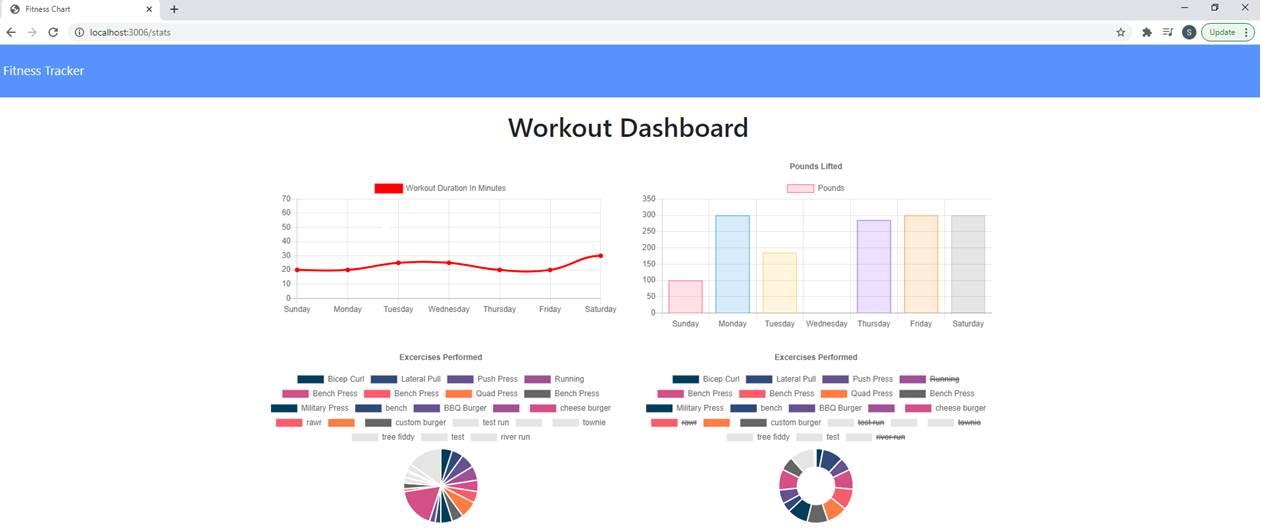 Fitness Chart
localhost:3006/stats
S
Update
Fitness Tracker
Workout Dashboard
Workout Duration In Minutes
70
60
50
40
30
20
10
0
Sunday Monday Tuesday Wednesday Thursday Friday Saturday
Pounds Lifted
Pounds
350
300
250
200
150
100
50
0
Sunday Monday Tuesday Wednesday Thursday Friday Saturday
Excercises Performed
Bicep Curl Lateral Pull Push Press Running
Bench Press Bench Press Quad Press Bench Press
Military Press bench BBQ Burger cheese burger
rawr custom burger test run townie
tree fiddy test river run
Excercises Performed
Bicep Curl Lateral Pull Push Press Running
Bench Press Bench Press Quad Press Bench Press
Military Press bench BBQ Burger cheese burger
rawr custom burger test run townie
tree fiddy test river run